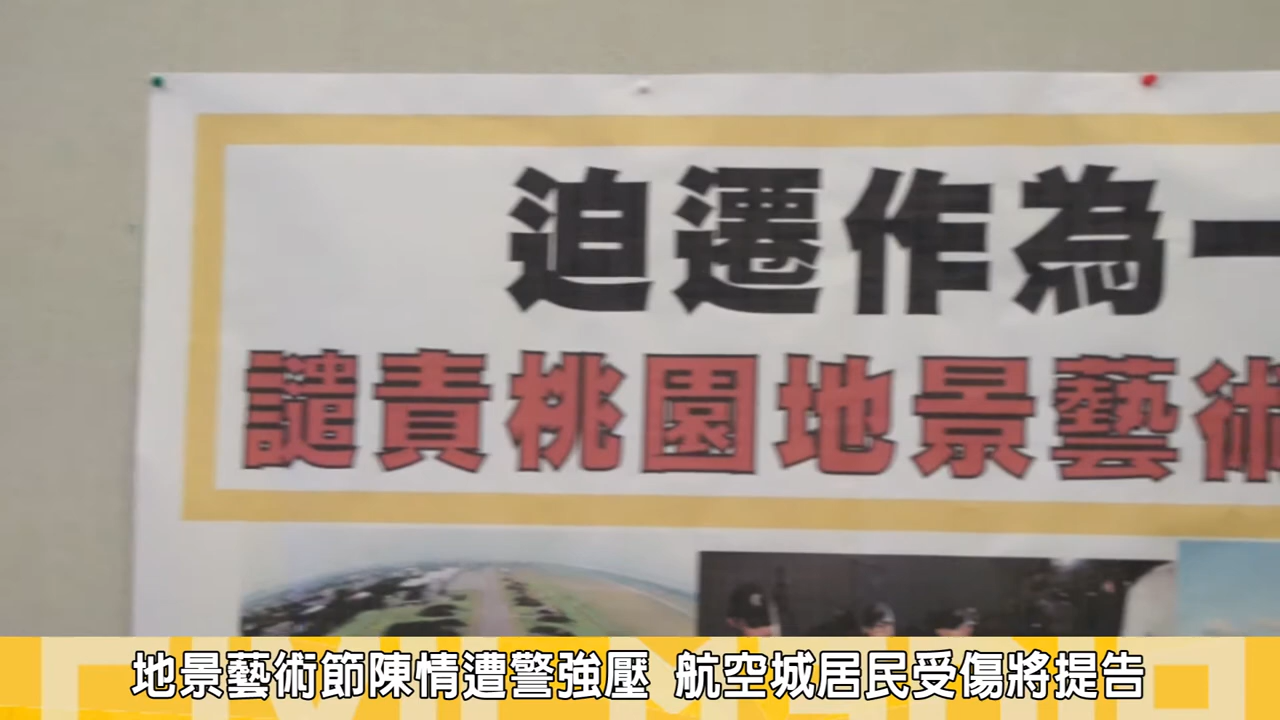 迫遷作為一
譴責桃園地景藝術
地景藝術節陳情遭警強壓 航空城居民受傷將提告